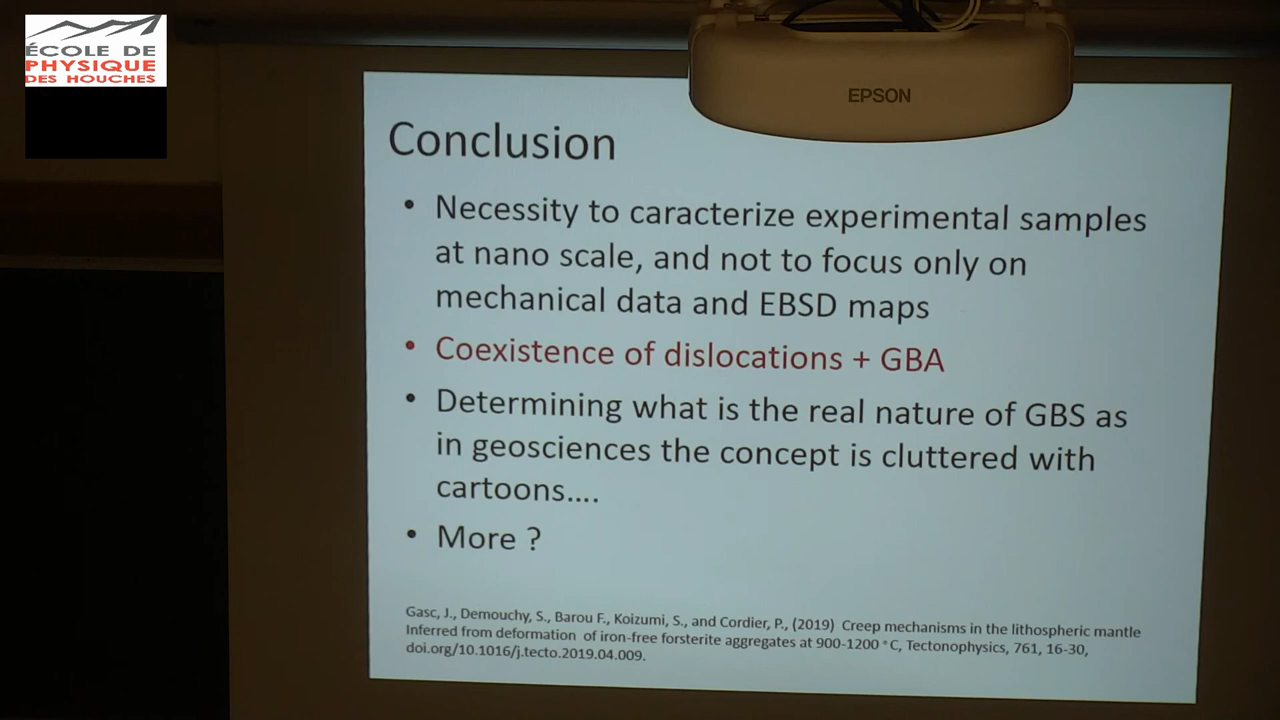 ÉCOLE DE
PHYSIQUE
DES HOUCHES
EPSON
Conclusion
• Necessity to caracterize experimental samples
at nano scale, and not to focus only on
mechanical data and EBSD maps
• Coexistence of dislocations + GBA
• Determining what is the real nature of GBS as
in geosciences the concept is cluttered with
cartoons....
• More ?
Gasc, J., Demouchy, S., Barou F., Koizumi, S., and Cordier, P., (2019) Creep mechanisms in the lithospheric mantle
Inferred from deformation of iron-free forsterite aggregates at 900-1200 °C, Tectonophysics, 761, 16-30,
doi.org/10.1016/j.tecto.2019.04.009.